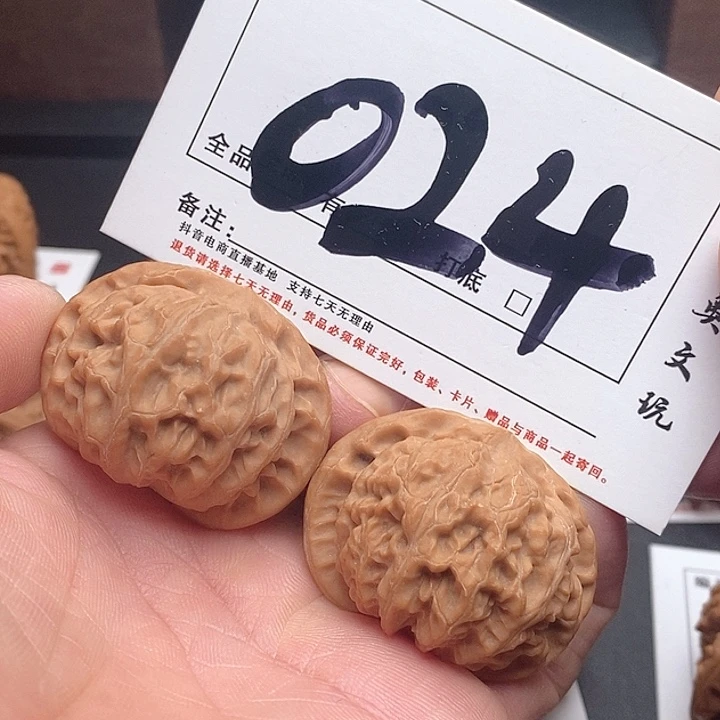 024
全品
有
打底 □
备注：
抖音电商直播基地 支持七天无理由
退货请选择七天无理由，货品必须保证完好，包装、卡片、赠品与商品一起寄回。
文玩